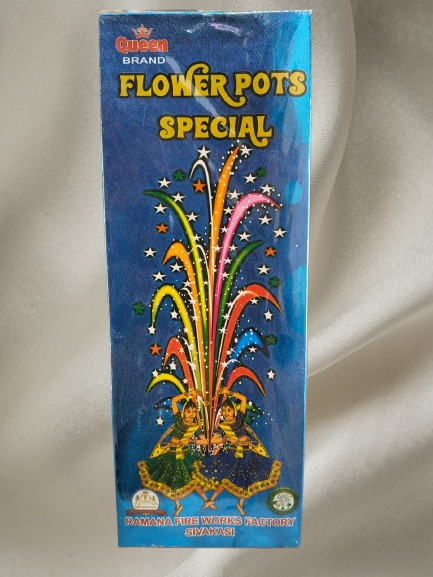 Queen
BRAND
FLOWER POTS
SPECIAL
RAMANA FIRE WORKS FACTORY
SIVAKASI